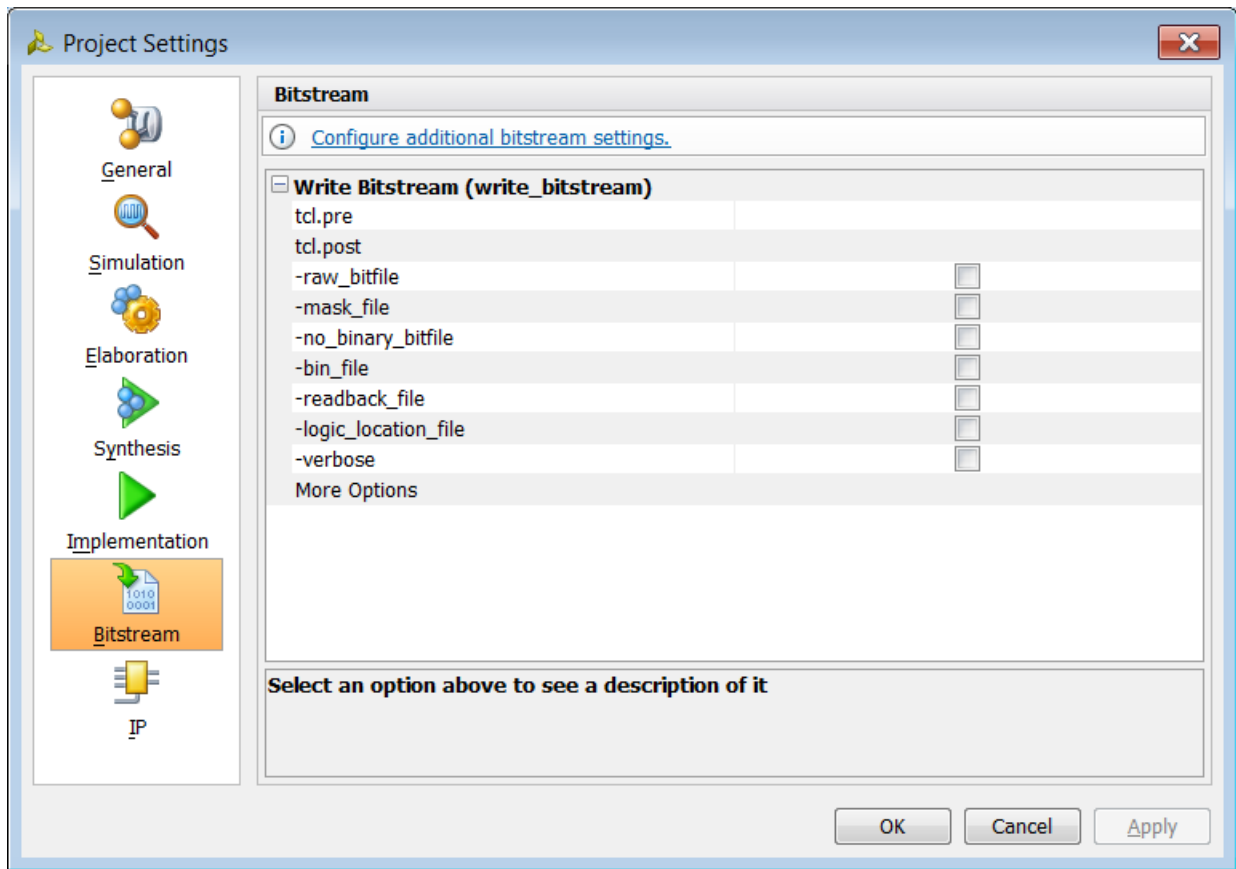 Project Settings
General
Simulation
Elaboration
Synthesis
Implementation
1010
0001
Bitstream
IP
Bitstream
Configure additional bitstream settings.
Write Bitstream (write_bitstream)
tcl.pre
tcl.post
-raw_bitfile
-mask_file
-no_binary_bitfile
-bin_file
-readback_file
-logic_location_file
-verbose
More Options
Select an option above to see a description of it
OK Cancel Apply